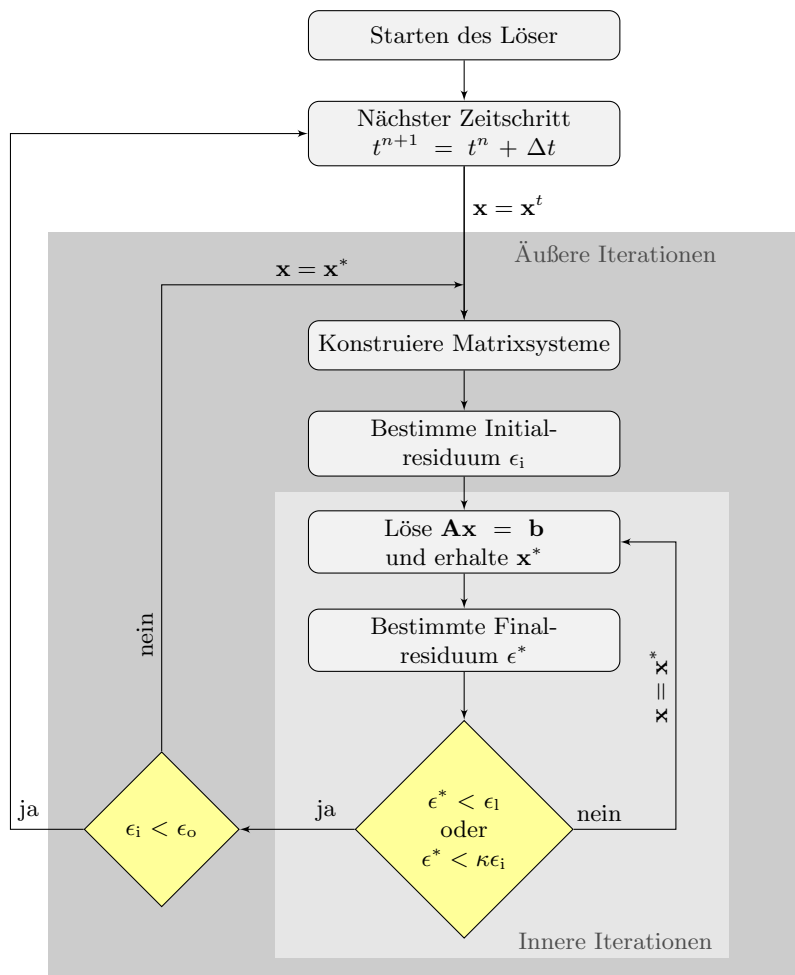 Starten des Löser
Nächster Zeitschritt
t^{n+1} = t^n + Δt
x = x^t
Äußere Iterationen
x = x^*
Konstruiere Matrixsysteme
Bestimme Initial-
residuum ϵ_i
Löse Ax = b
und erhalte x^*
Bestimmte Final-
residuum ϵ^*
nein
x = x^*
ϵ^* < ϵ_l
oder
ϵ^* < κϵ_i
nein
ja
ϵ_i < ϵ_o
ja
Innere Iterationen